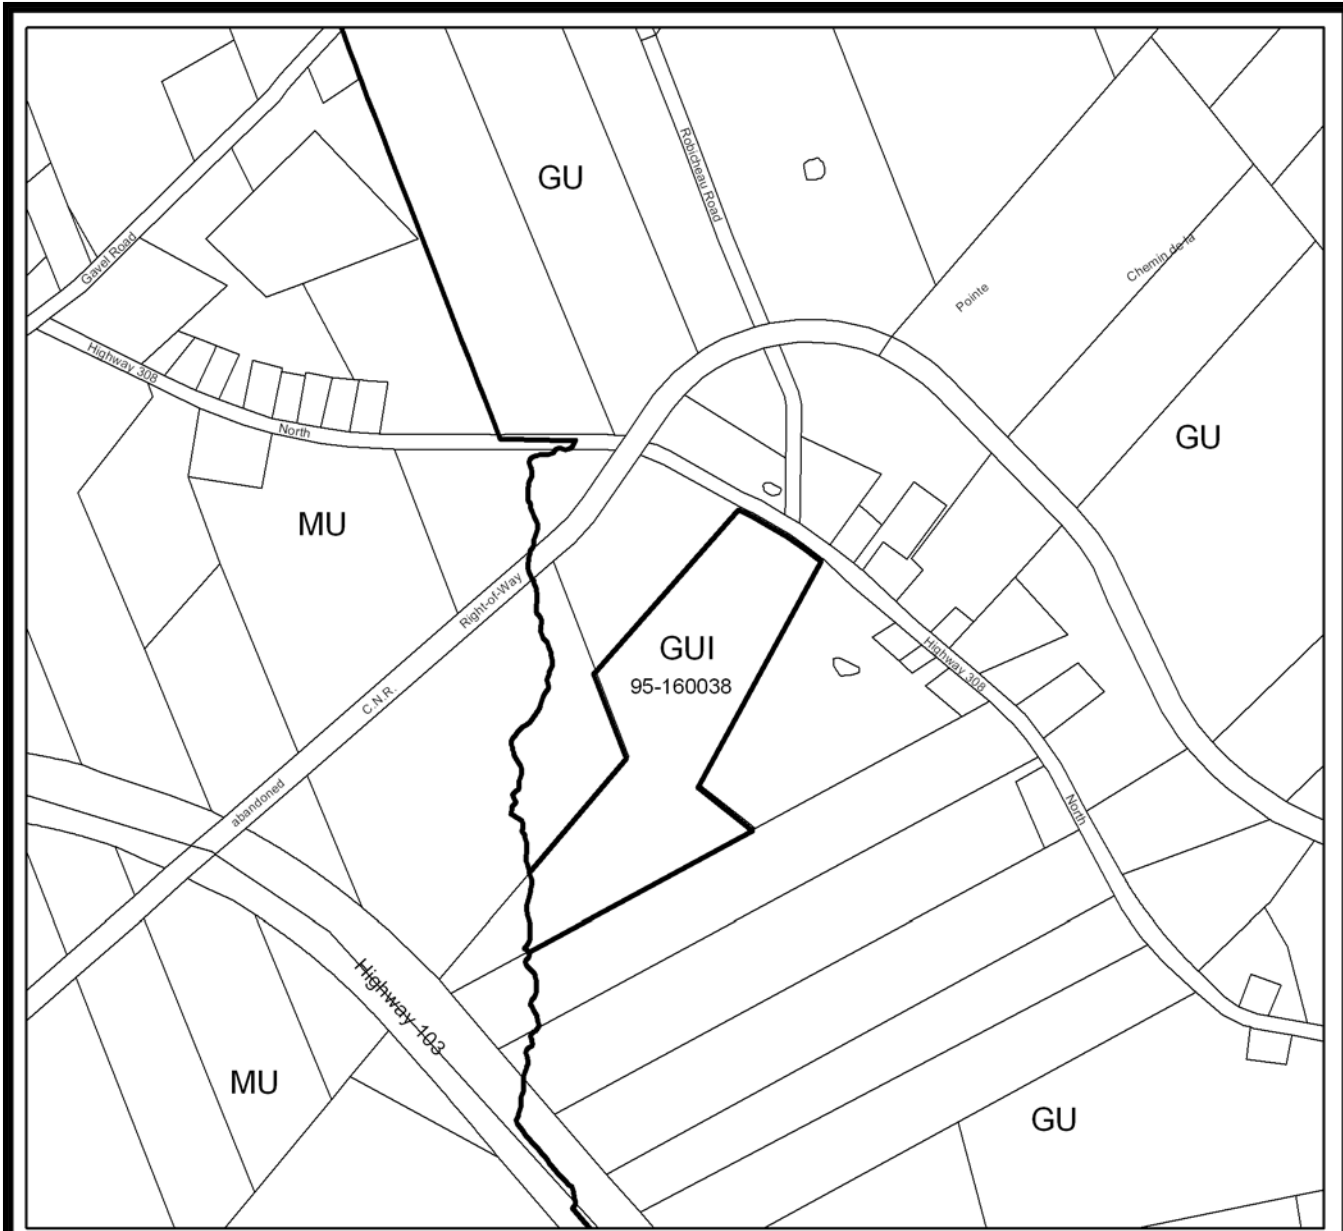 GU
Robicheau Road
Gavel Road
Chemin de la
Pointe
Highway 308
North
GU
MU
Right-of-Way
GUI
95-160038
Highway 308
C.N.R.
abandoned
North
Highway 103
MU
GU